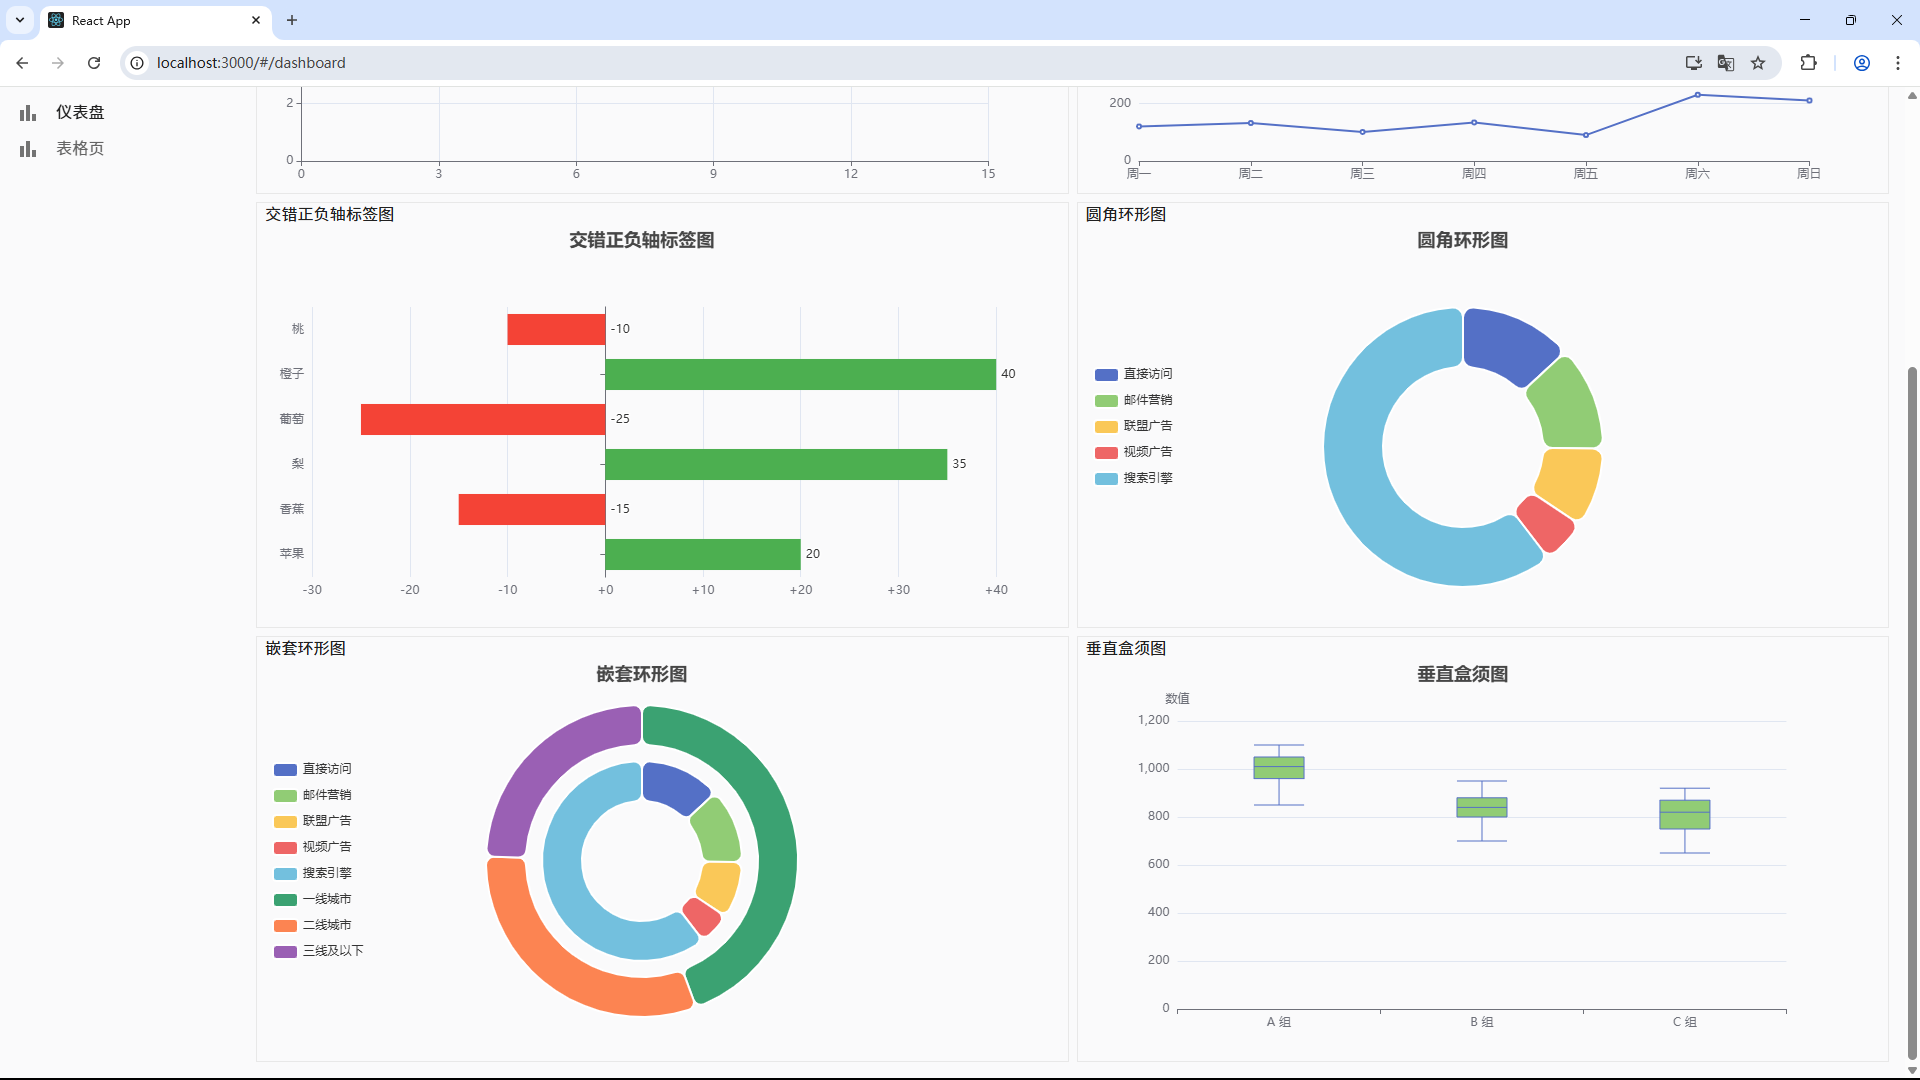 React App
localhost:3000/#/dashboard
仪表盘
表格页
2
0
0 3 6 9 12 15
200
0
周一 周二 周三 周四 周五 周六 周日
交错正负轴标签图
交错正负轴标签图
桃 -10
橙子 40
葡萄 -25
梨 35
香蕉 -15
苹果 20
-30 -20 -10 +0 +10 +20 +30 +40
圆角环形图
圆角环形图
直接访问
邮件营销
联盟广告
视频广告
搜索引擎
嵌套环形图
嵌套环形图
直接访问
邮件营销
联盟广告
视频广告
搜索引擎
一线城市
二线城市
三线及以下
垂直盒须图
垂直盒须图
数值
1,200
1,000
800
600
400
200
0
A 组 B 组 C 组